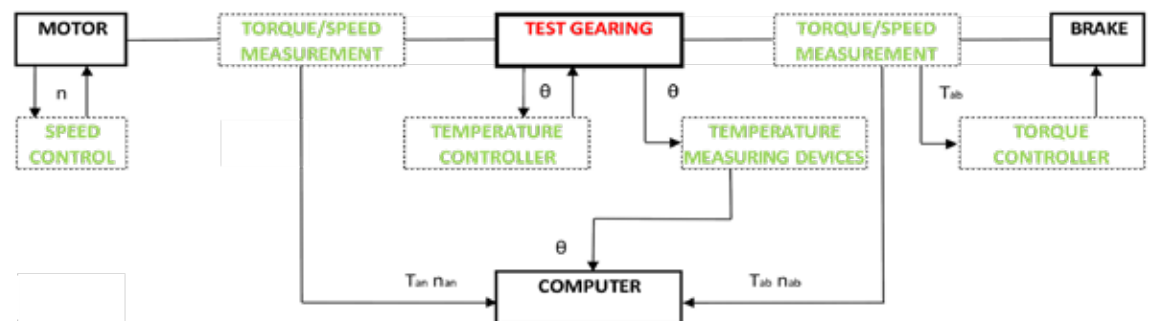 MOTOR
TORQUE/SPEED
MEASUREMENT
TEST GEARING
TORQUE/SPEED
MEASUREMENT
BRAKE
n
θ
θ
Tab
SPEED
CONTROL
TEMPERATURE
CONTROLLER
TEMPERATURE
MEASURING DEVICES
TORQUE
CONTROLLER
θ
Tan nan
COMPUTER
Tab nab